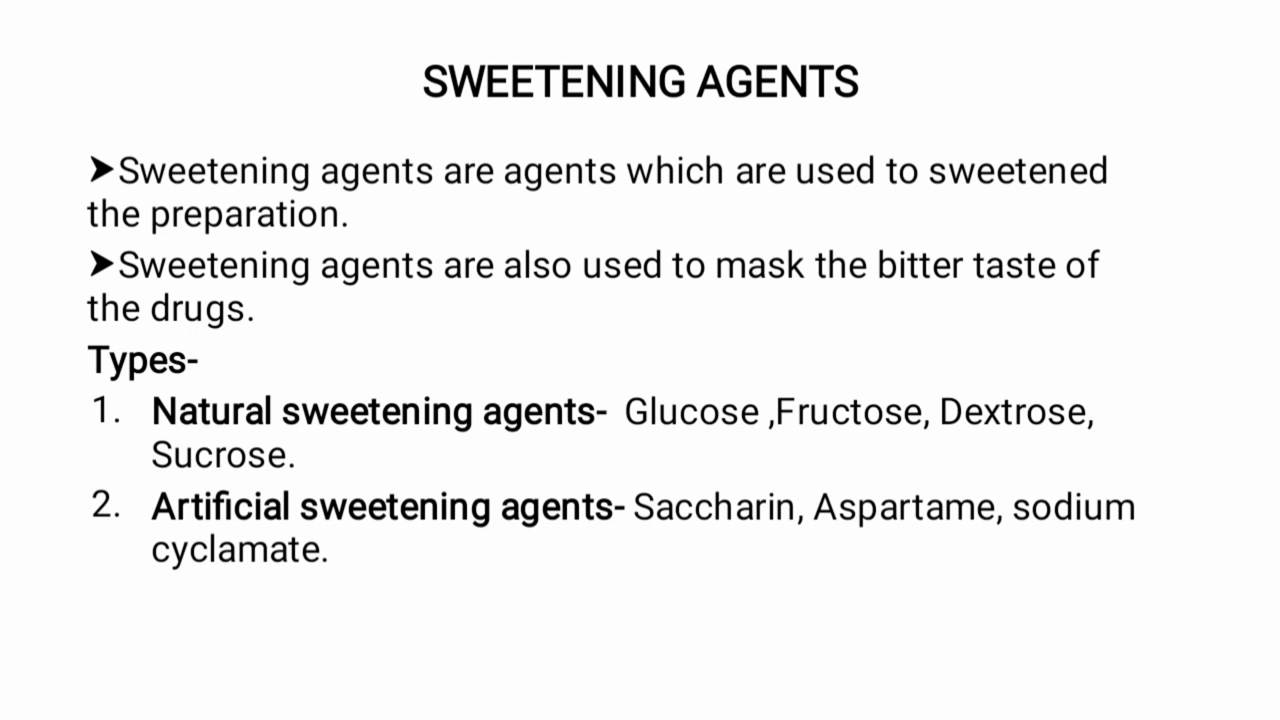 SWEETENING AGENTS
➤Sweetening agents are agents which are used to sweetened
the preparation.
➤Sweetening agents are also used to mask the bitter taste of
the drugs.
Types-
1. Natural sweetening agents- Glucose ,Fructose, Dextrose,
Sucrose.
2. Artificial sweetening agents- Saccharin, Aspartame, sodium
cyclamate.